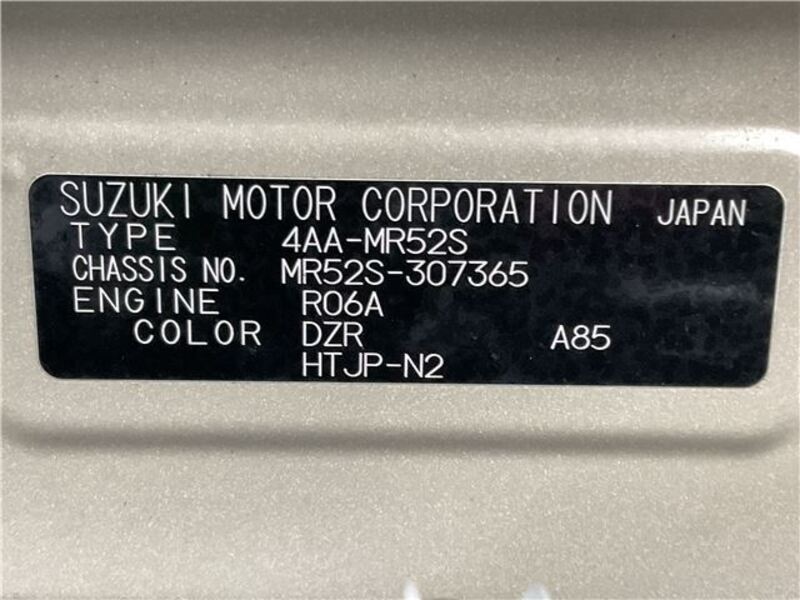 SUZUKI MOTOR CORPORATION JAPAN
TYPE 4AA-MR52S
CHASSIS NO. MR52S-307365
ENGINE R06A
COLOR DZR A85
HTJP-N2